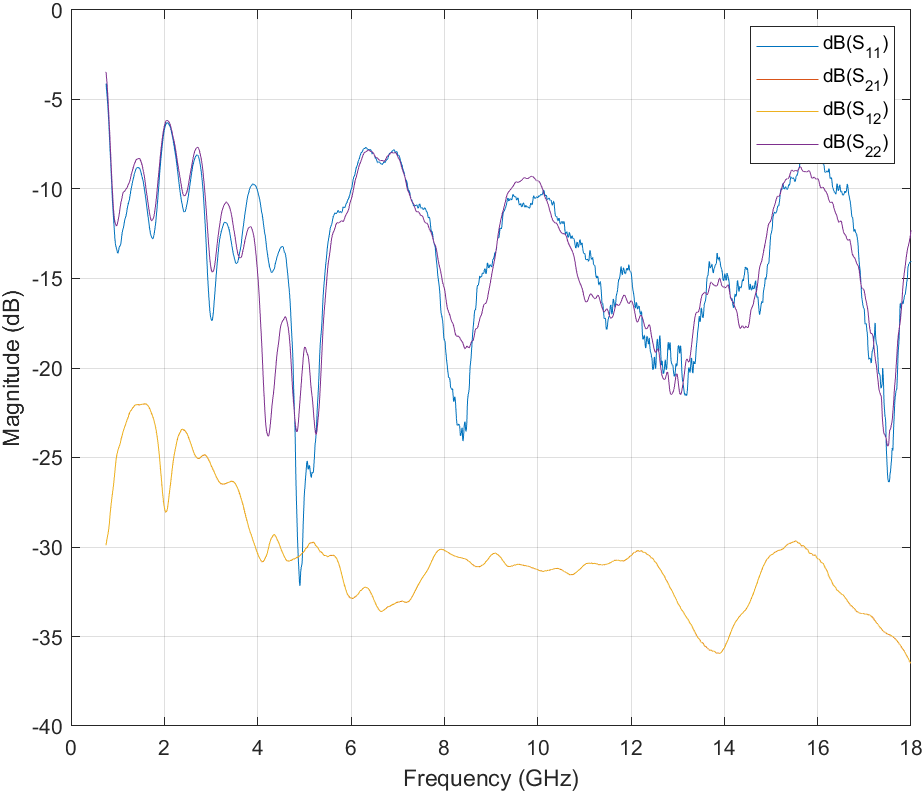 0
-5
-10
-15
-20
-25
-30
-35
-40
Magnitude (dB)
dB(S11)
dB(S21)
dB(S12)
dB(S22)
0 2 4 6 8 10 12 14 16 18
Frequency (GHz)